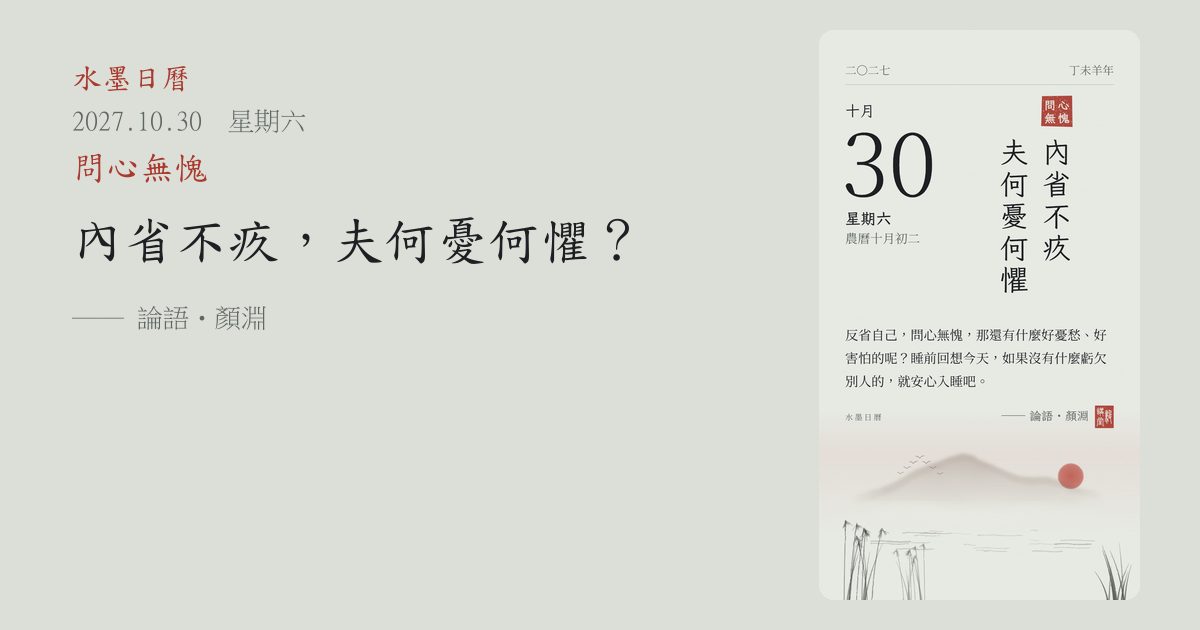 水墨日曆
2027.10.30 星期六
問心無愧
內省不疚，夫何憂何懼？
—— 論語・顏淵
二〇二七
丁未羊年
十月
30
星期六
農曆十月初二
問心無愧
內省不疚
夫何憂何懼
反省自己，問心無愧，那還有什麼好憂愁、好
害怕的呢？睡前回想今天，如果沒有什麼虧欠
別人的，就安心入睡吧。
水墨日曆
—— 論語・顏淵